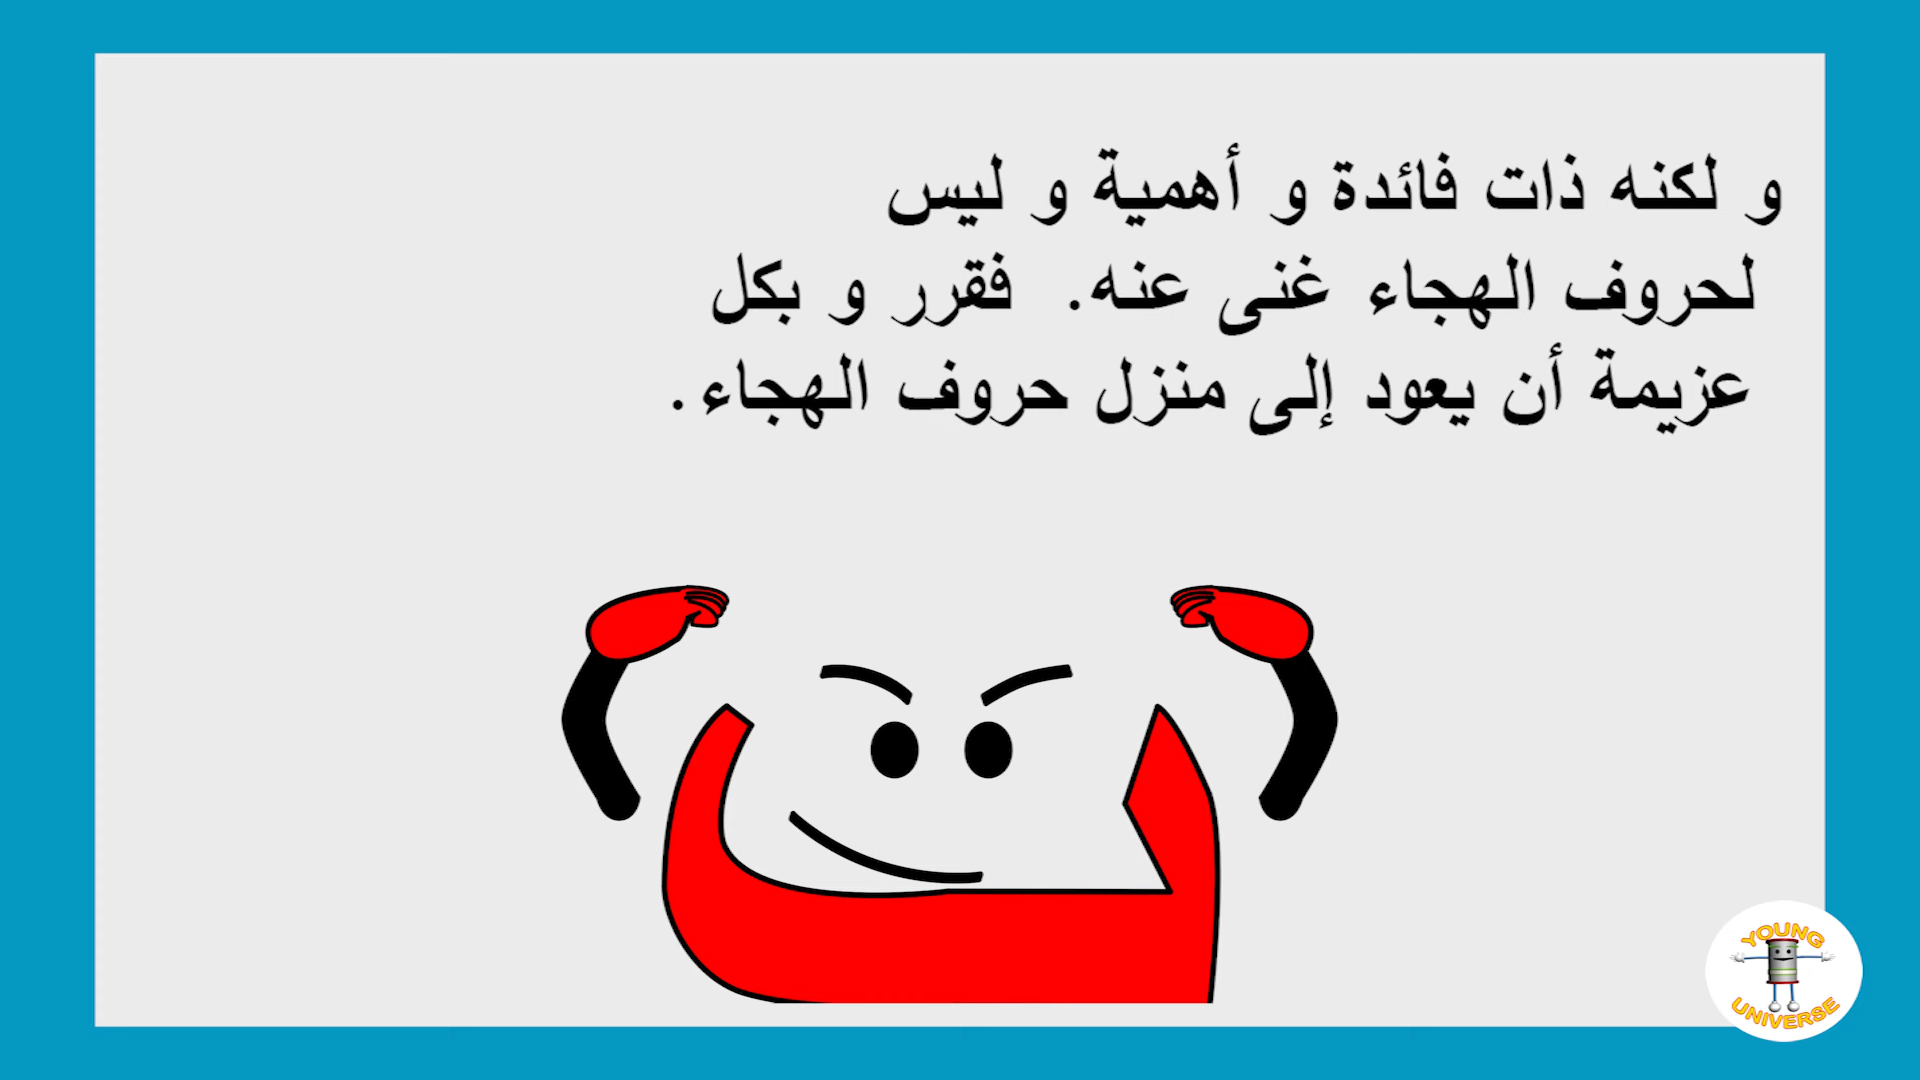 و لكنه ذات فائدة و أهمية و ليس
لحروف الهجاء غنى عنه. فقرر و بكل
عزيمة أن يعود إلى منزل حروف الهجاء.
YOUNG
UNIVERSE